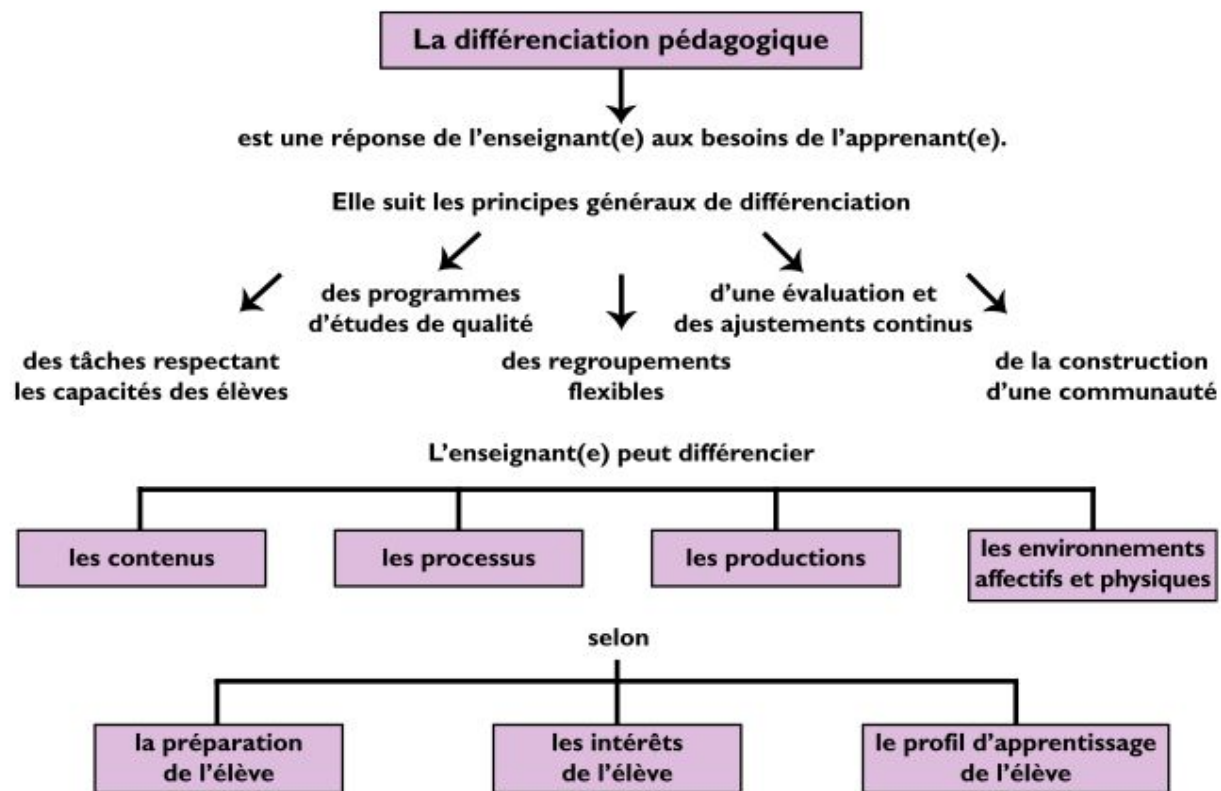 La différenciation pédagogique
est une réponse de l'enseignant(e) aux besoins de l'apprenant(e).
Elle suit les principes généraux de différenciation
des tâches respectant
les capacités des élèves
des programmes
d'études de qualité
des regroupements
flexibles
d'une évaluation et
des ajustements continus
de la construction
d'une communauté
L'enseignant(e) peut différencier
les contenus
les processus
les productions
les environnements
affectifs et physiques
selon
la préparation
de l'élève
les intérêts
de l'élève
le profil d'apprentissage
de l'élève